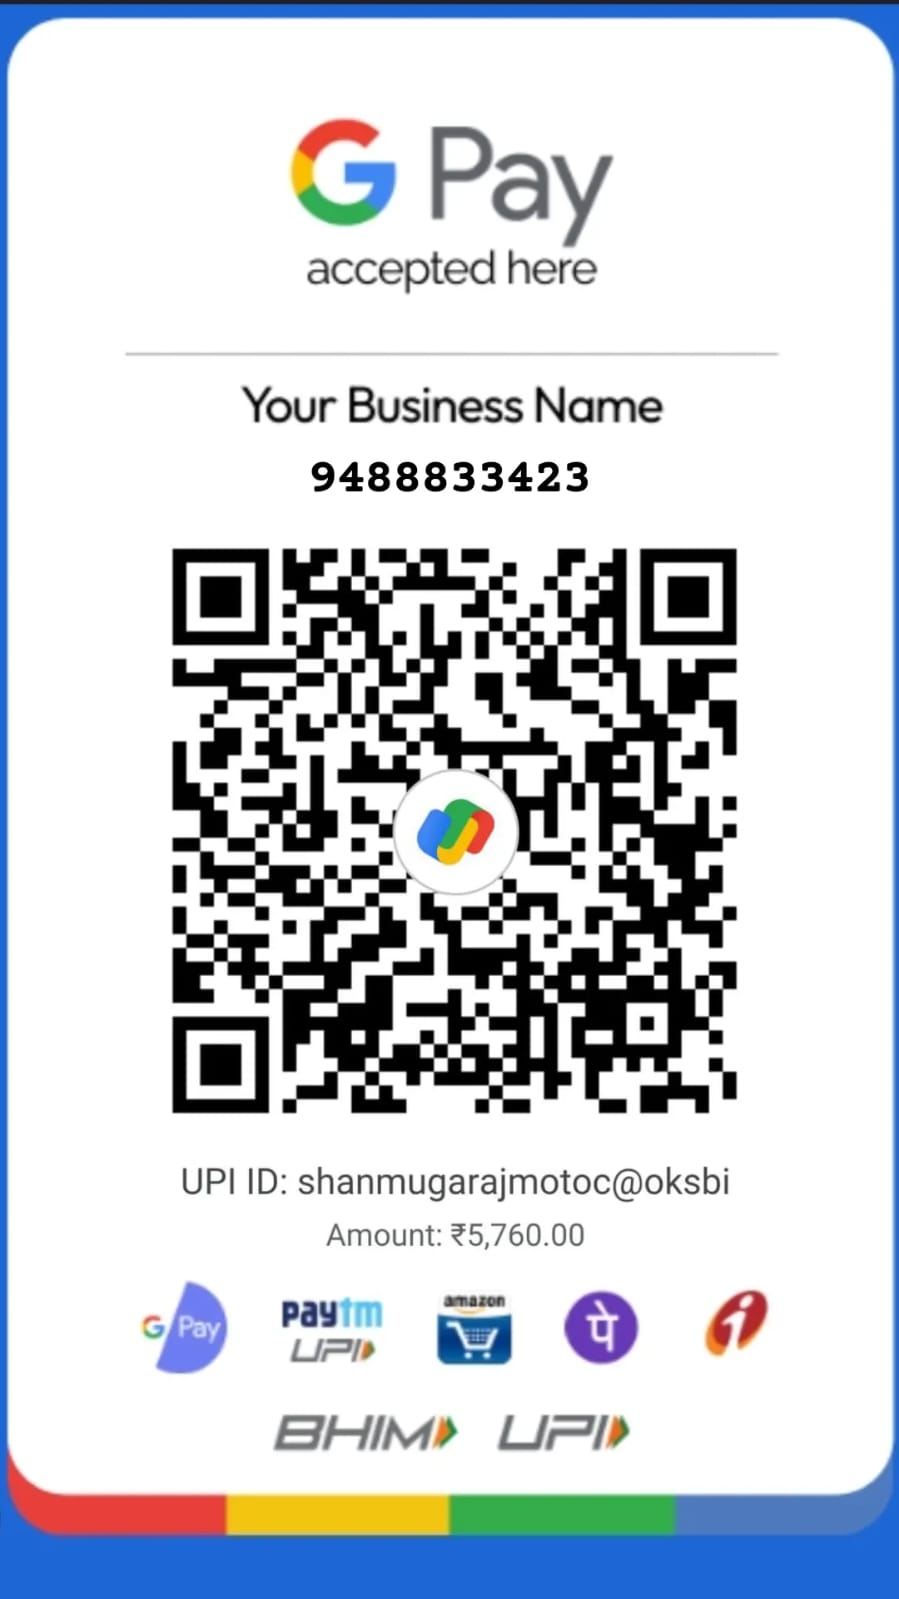 G Pay
accepted here
Your Business Name
9488833423
UPI ID: shanmugarajmotoc@oksbi
Amount: ₹5,760.00
G Pay
paytm
UPI
amazon
पे
i
BHIM UPI